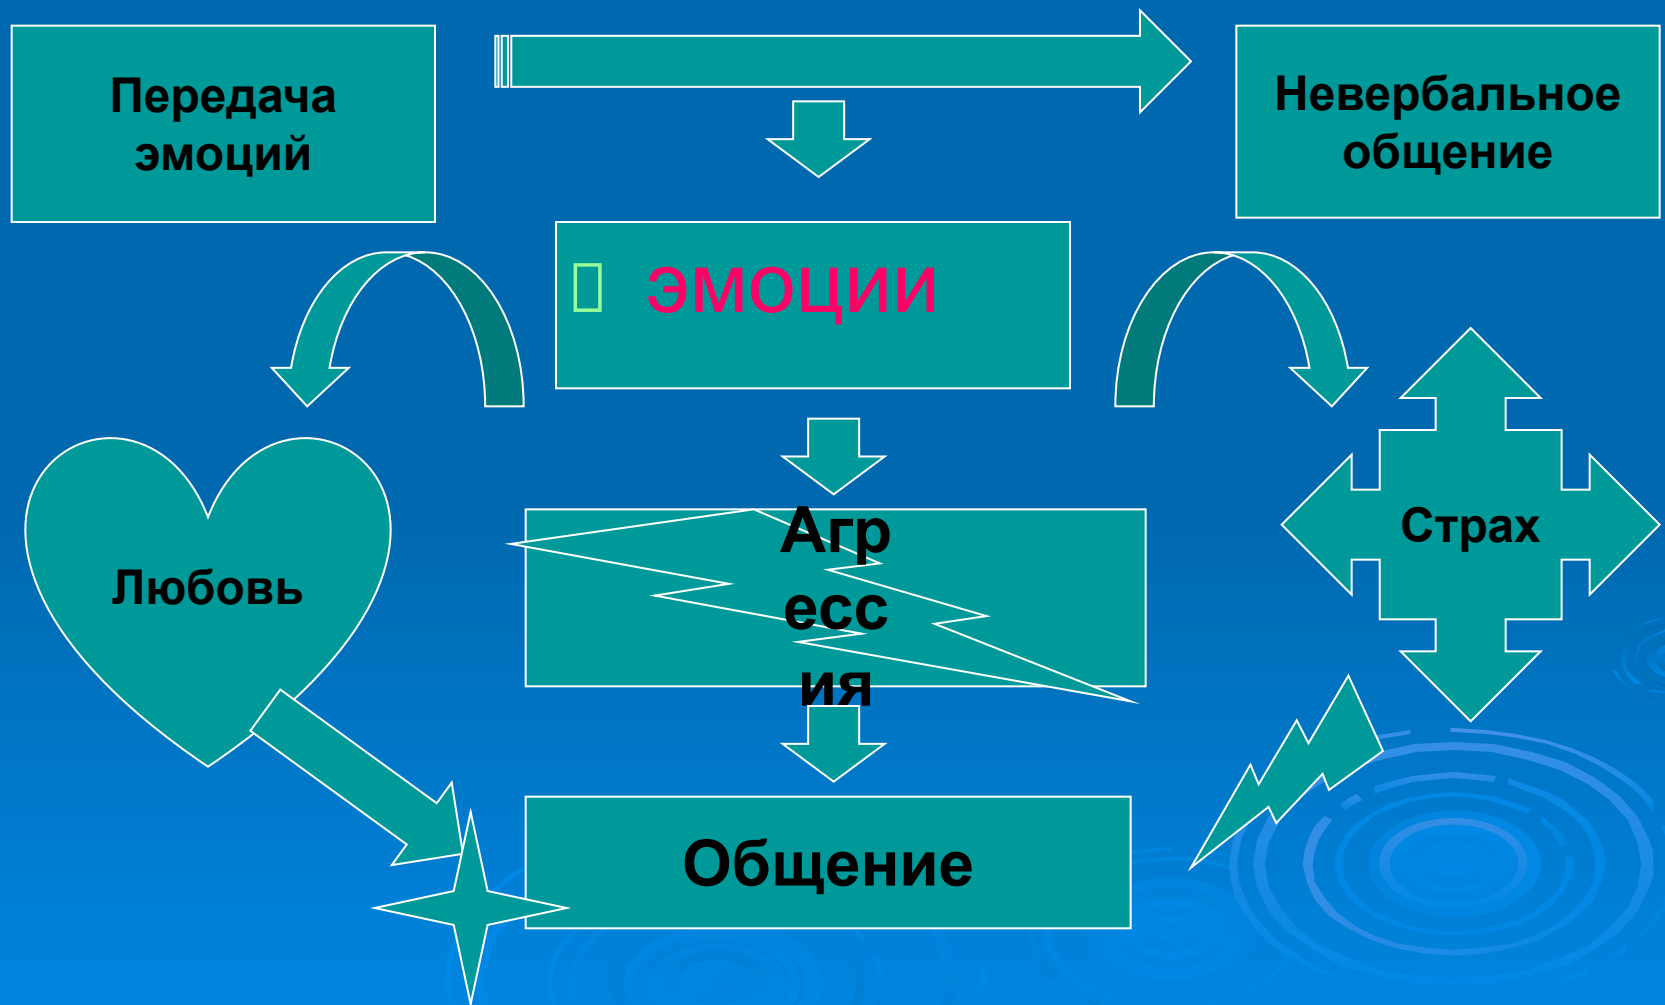 Передача
эмоций
Невербальное
общение
ЭМОЦИИ
Любовь
Агр
есс
ия
Страх
Общение